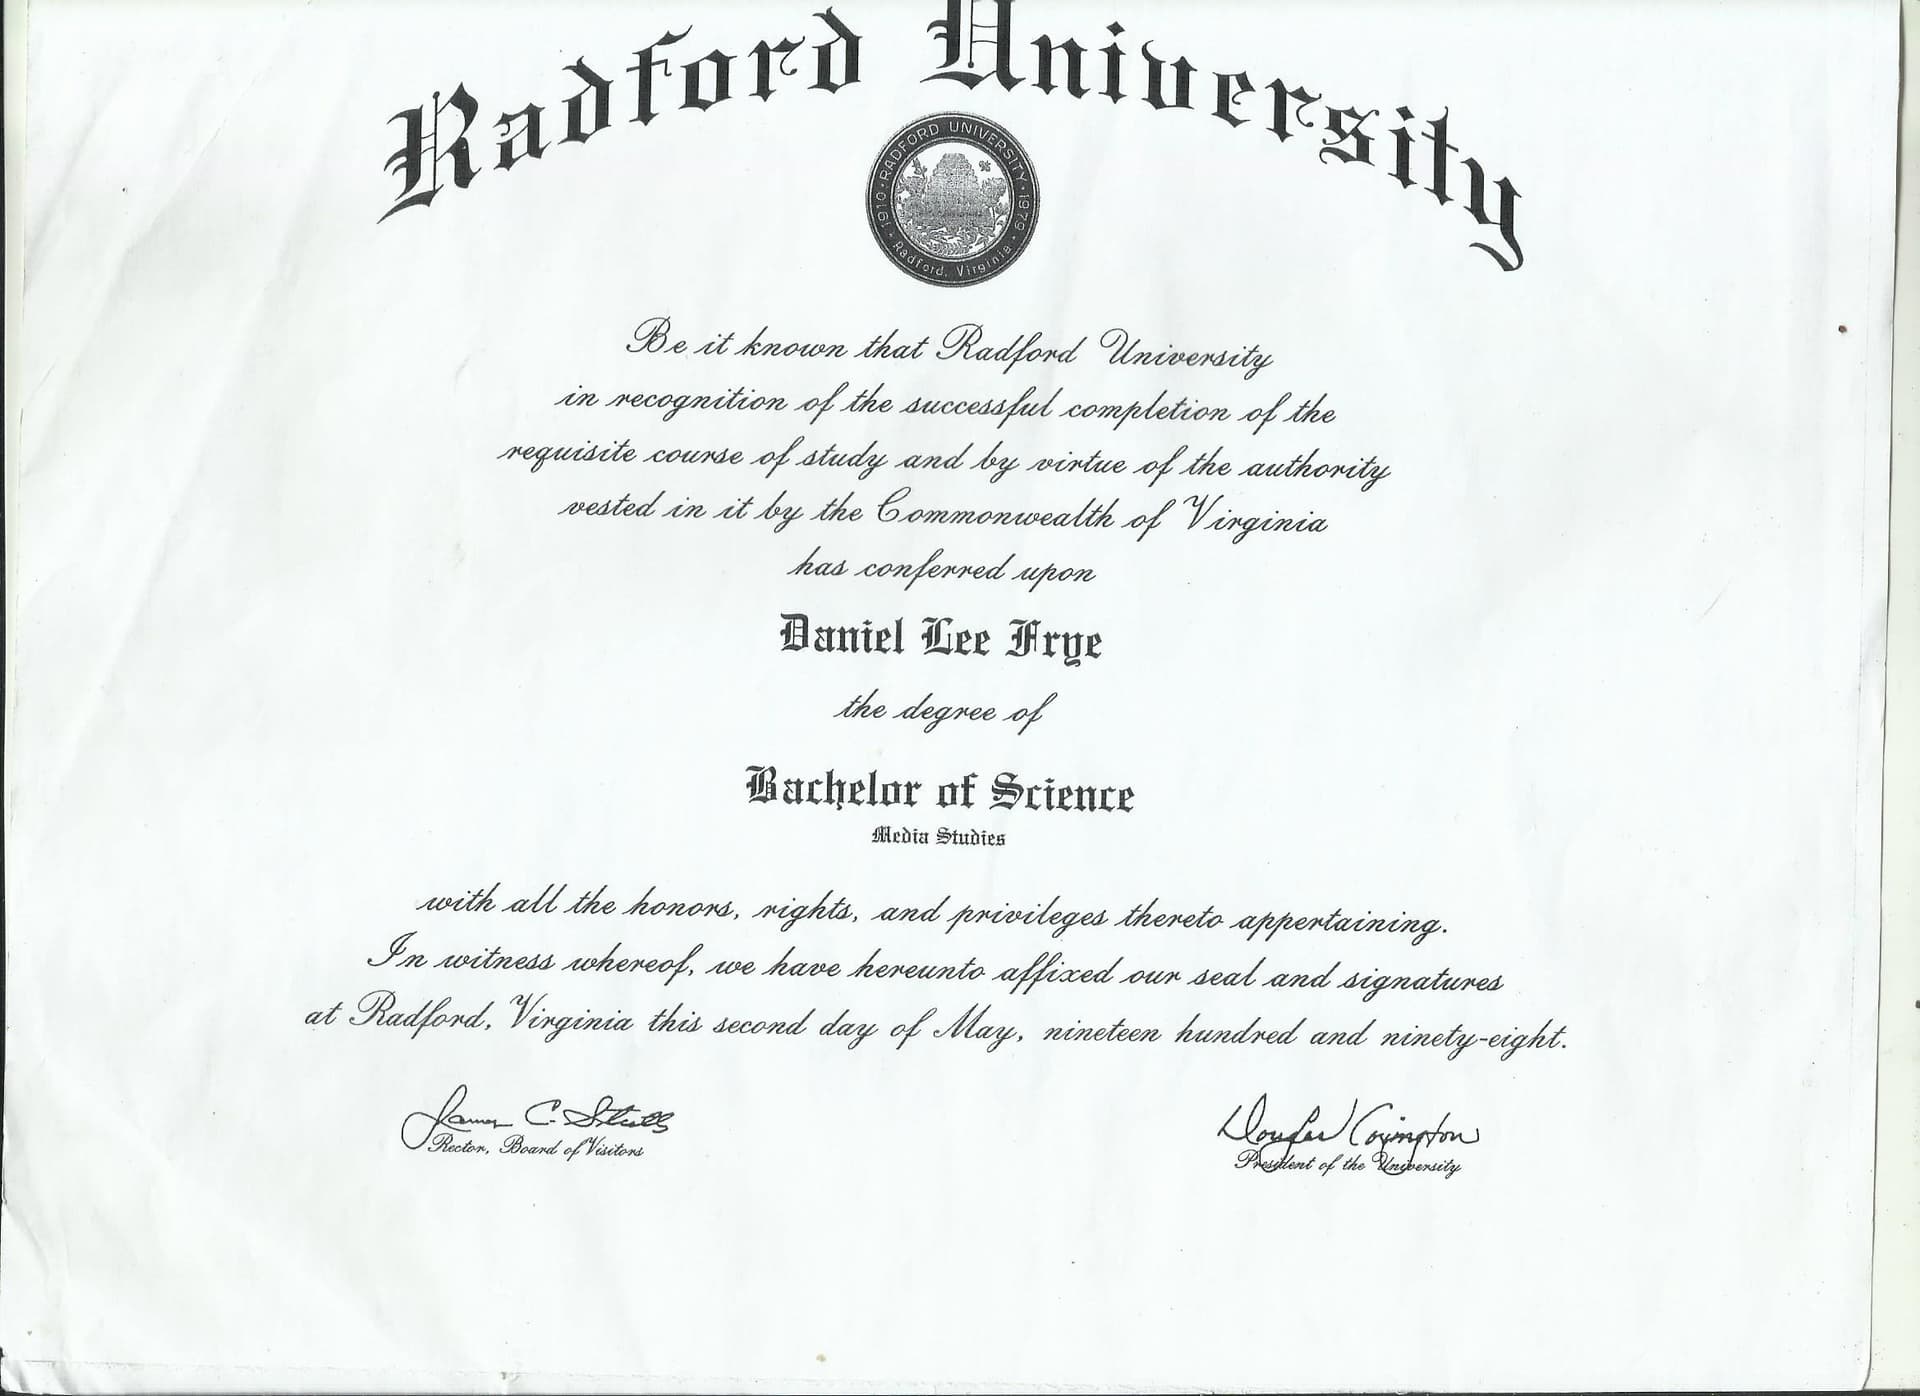 Radford University
RADFORD UNIVERSITY
1910 · 1979
Radford, Virginia
Be it known that Radford University
in recognition of the successful completion of the
requisite course of study and by virtue of the authority
vested in it by the Commonwealth of Virginia
has conferred upon
Daniel Lee Frye
the degree of
Bachelor of Science
Media Studies
with all the honors, rights, and privileges thereto appertaining.
In witness whereof, we have hereunto affixed our seal and signatures
at Radford, Virginia this second day of May, nineteen hundred and ninety-eight.
Douglas Covington
Rector, Board of Visitors
President of the University